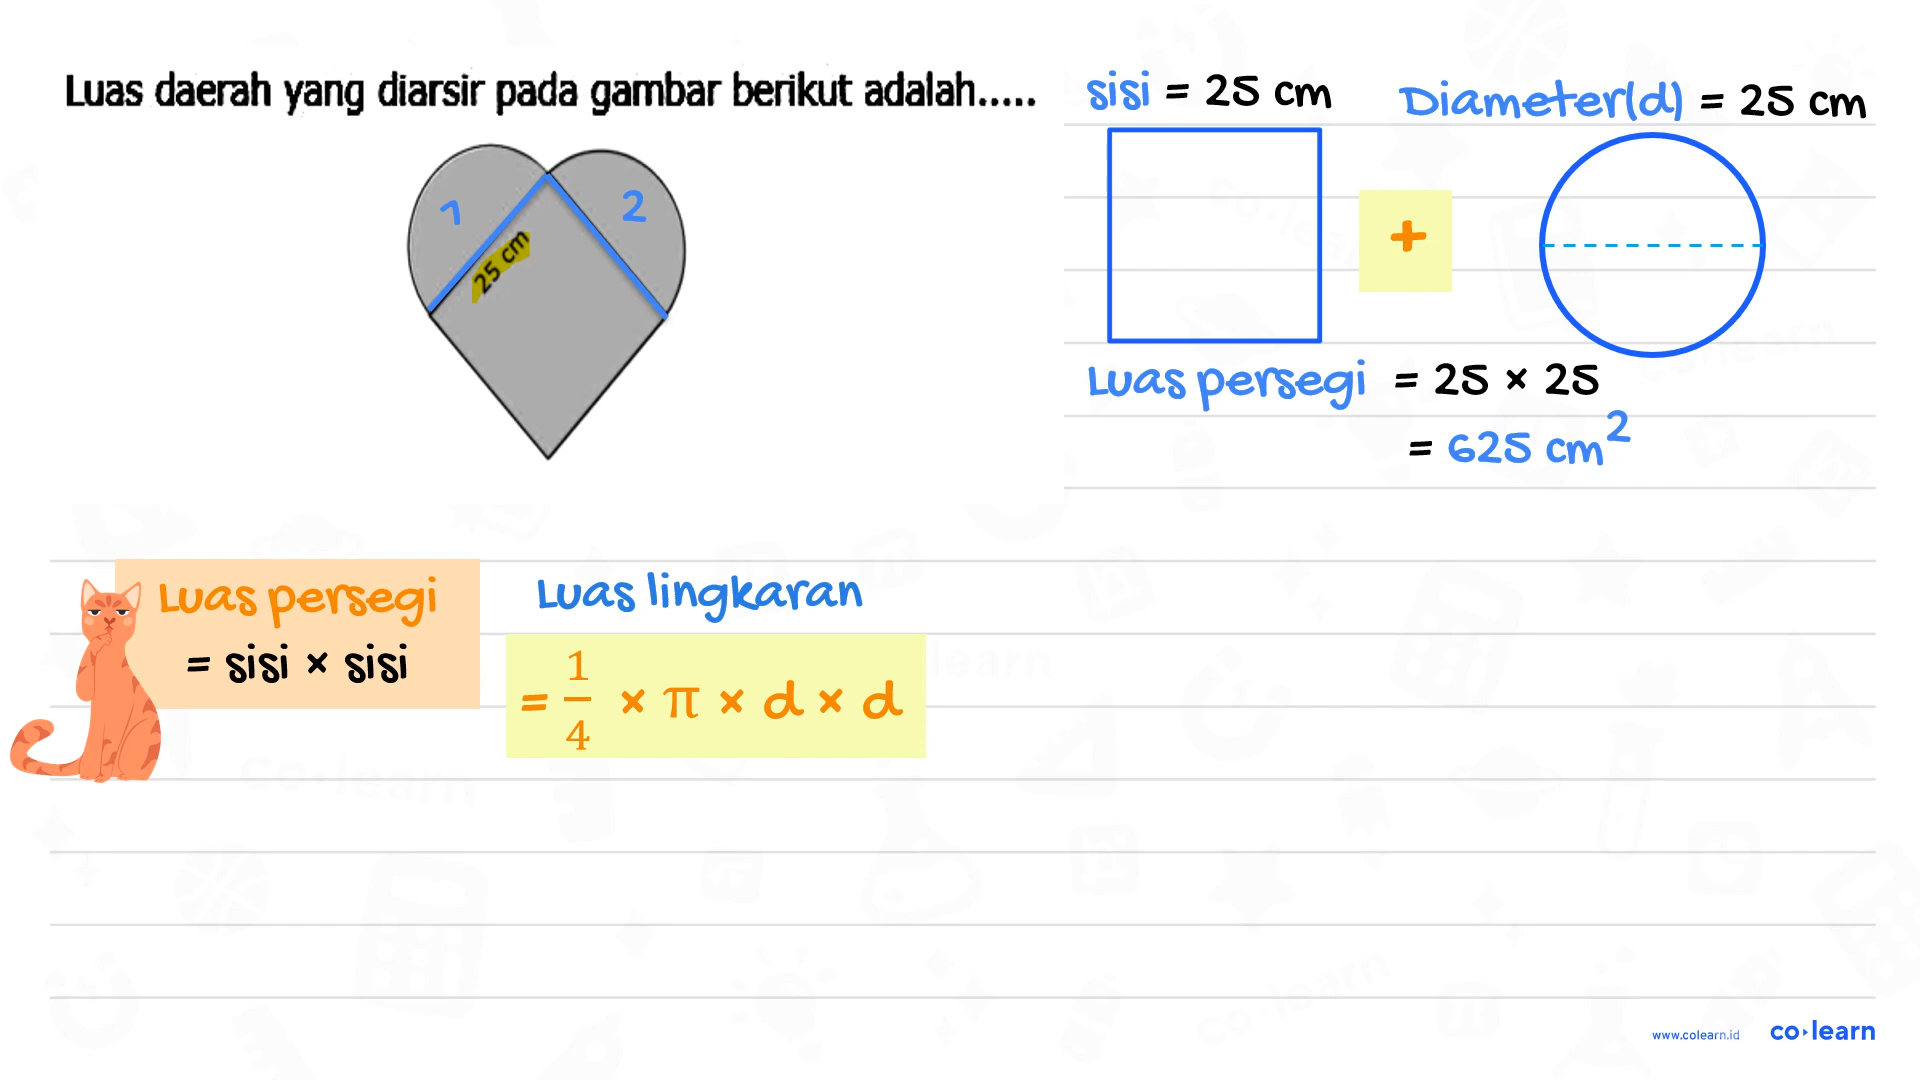 Luas daerah yang diarsir pada gambar berikut adalah.....
1
2
25 cm
sisi = 25 cm
Diameter(d) = 25 cm
+
Luas persegi = 25 × 25
= 625 cm²
Luas persegi
= sisi × sisi
Luas lingkaran
= 1/4 × π × d × d
www.colearn.id
co·learn